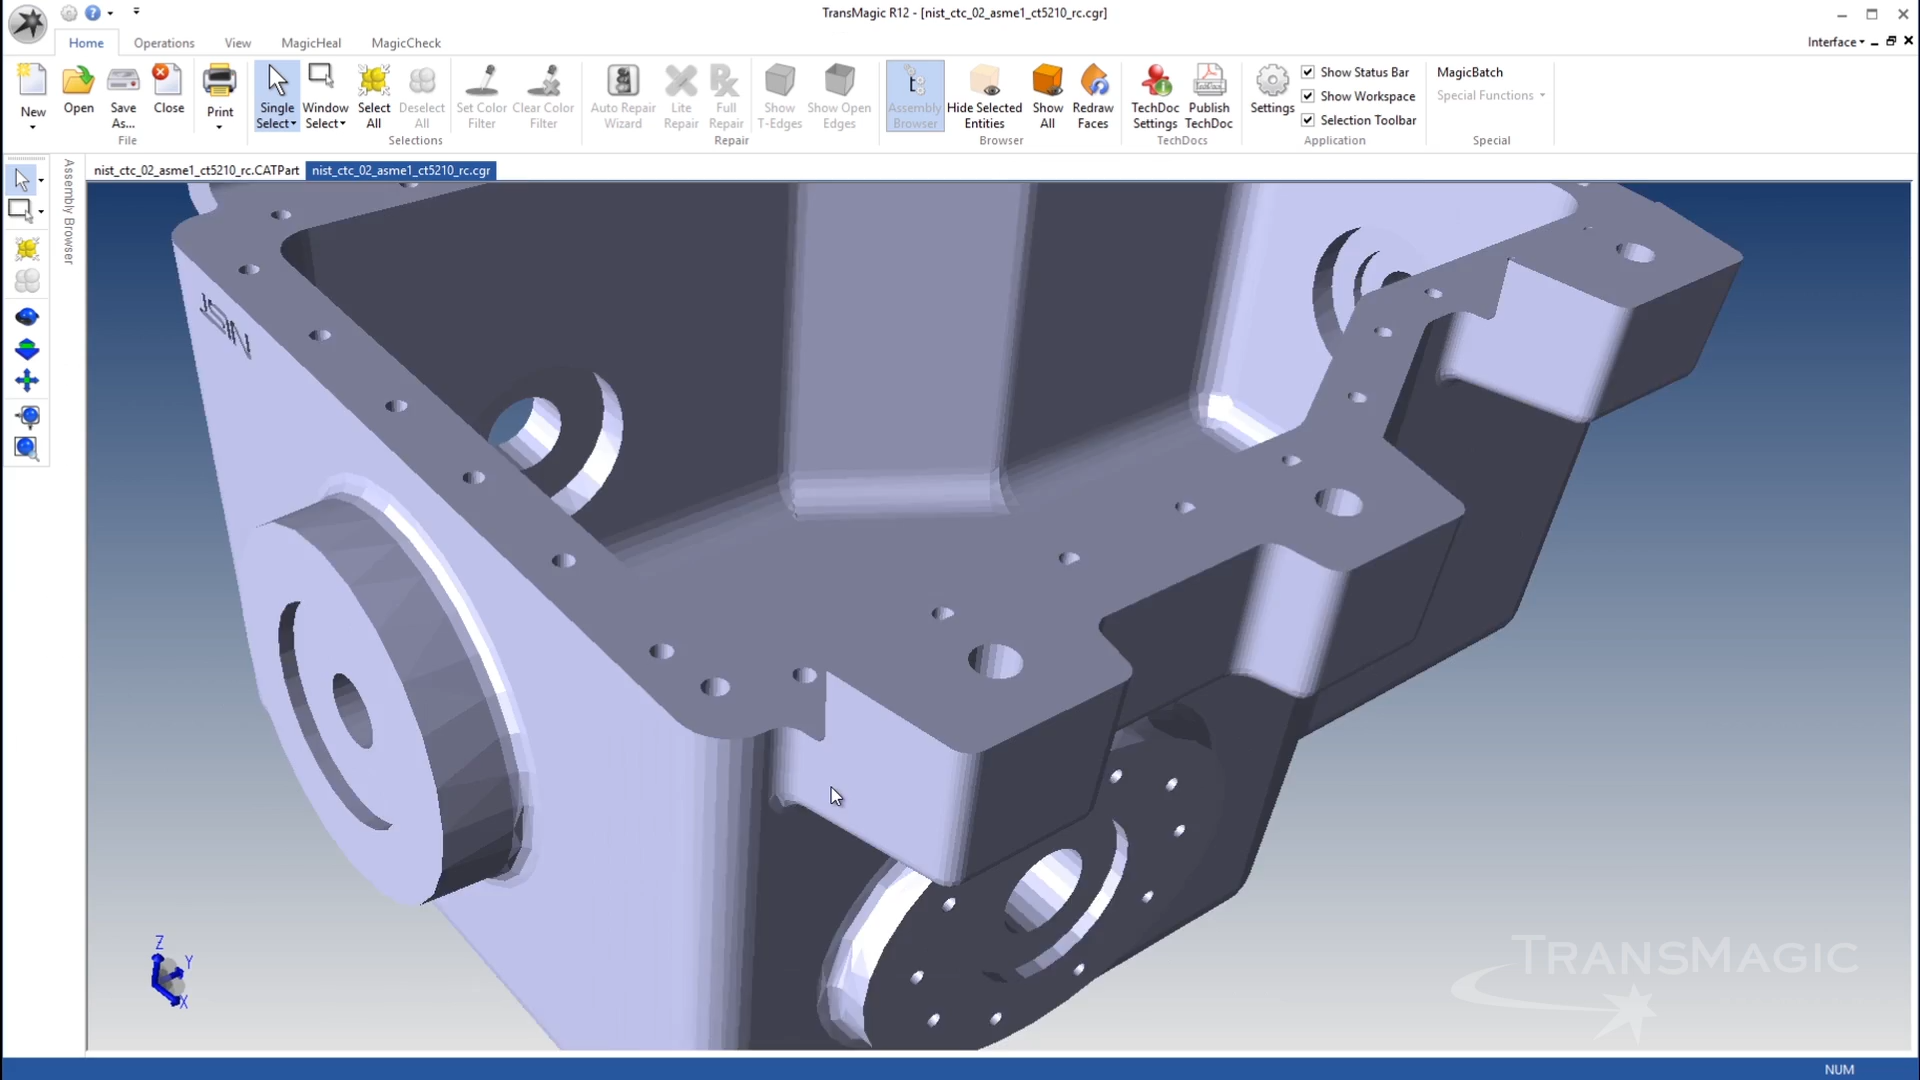 TransMagic R12 - [nist_ctc_02_asme1_ct5210_rc.cgr]
Home Operations View MagicHeal MagicCheck Interface
New Open Save As... Close Print
File
Single Select Window Select Select All Deselect All Set Color Filter Clear Color Filter
Selections
Auto Repair Wizard Lite Repair Full Repair Show T-Edges Show Open Edges
Repair
Assembly Browser Hide Selected Entities Show All Redraw Faces
Browser
TechDoc Settings Publish TechDoc
TechDocs
Settings Show Status Bar
Show Workspace
Selection Toolbar
Application
MagicBatch
Special Functions
Special
nist_ctc_02_asme1_ct5210_rc.CATPart nist_ctc_02_asme1_ct5210_rc.cgr
Assembly Browser
Z
Y
X
TRANSMAGIC
NUM